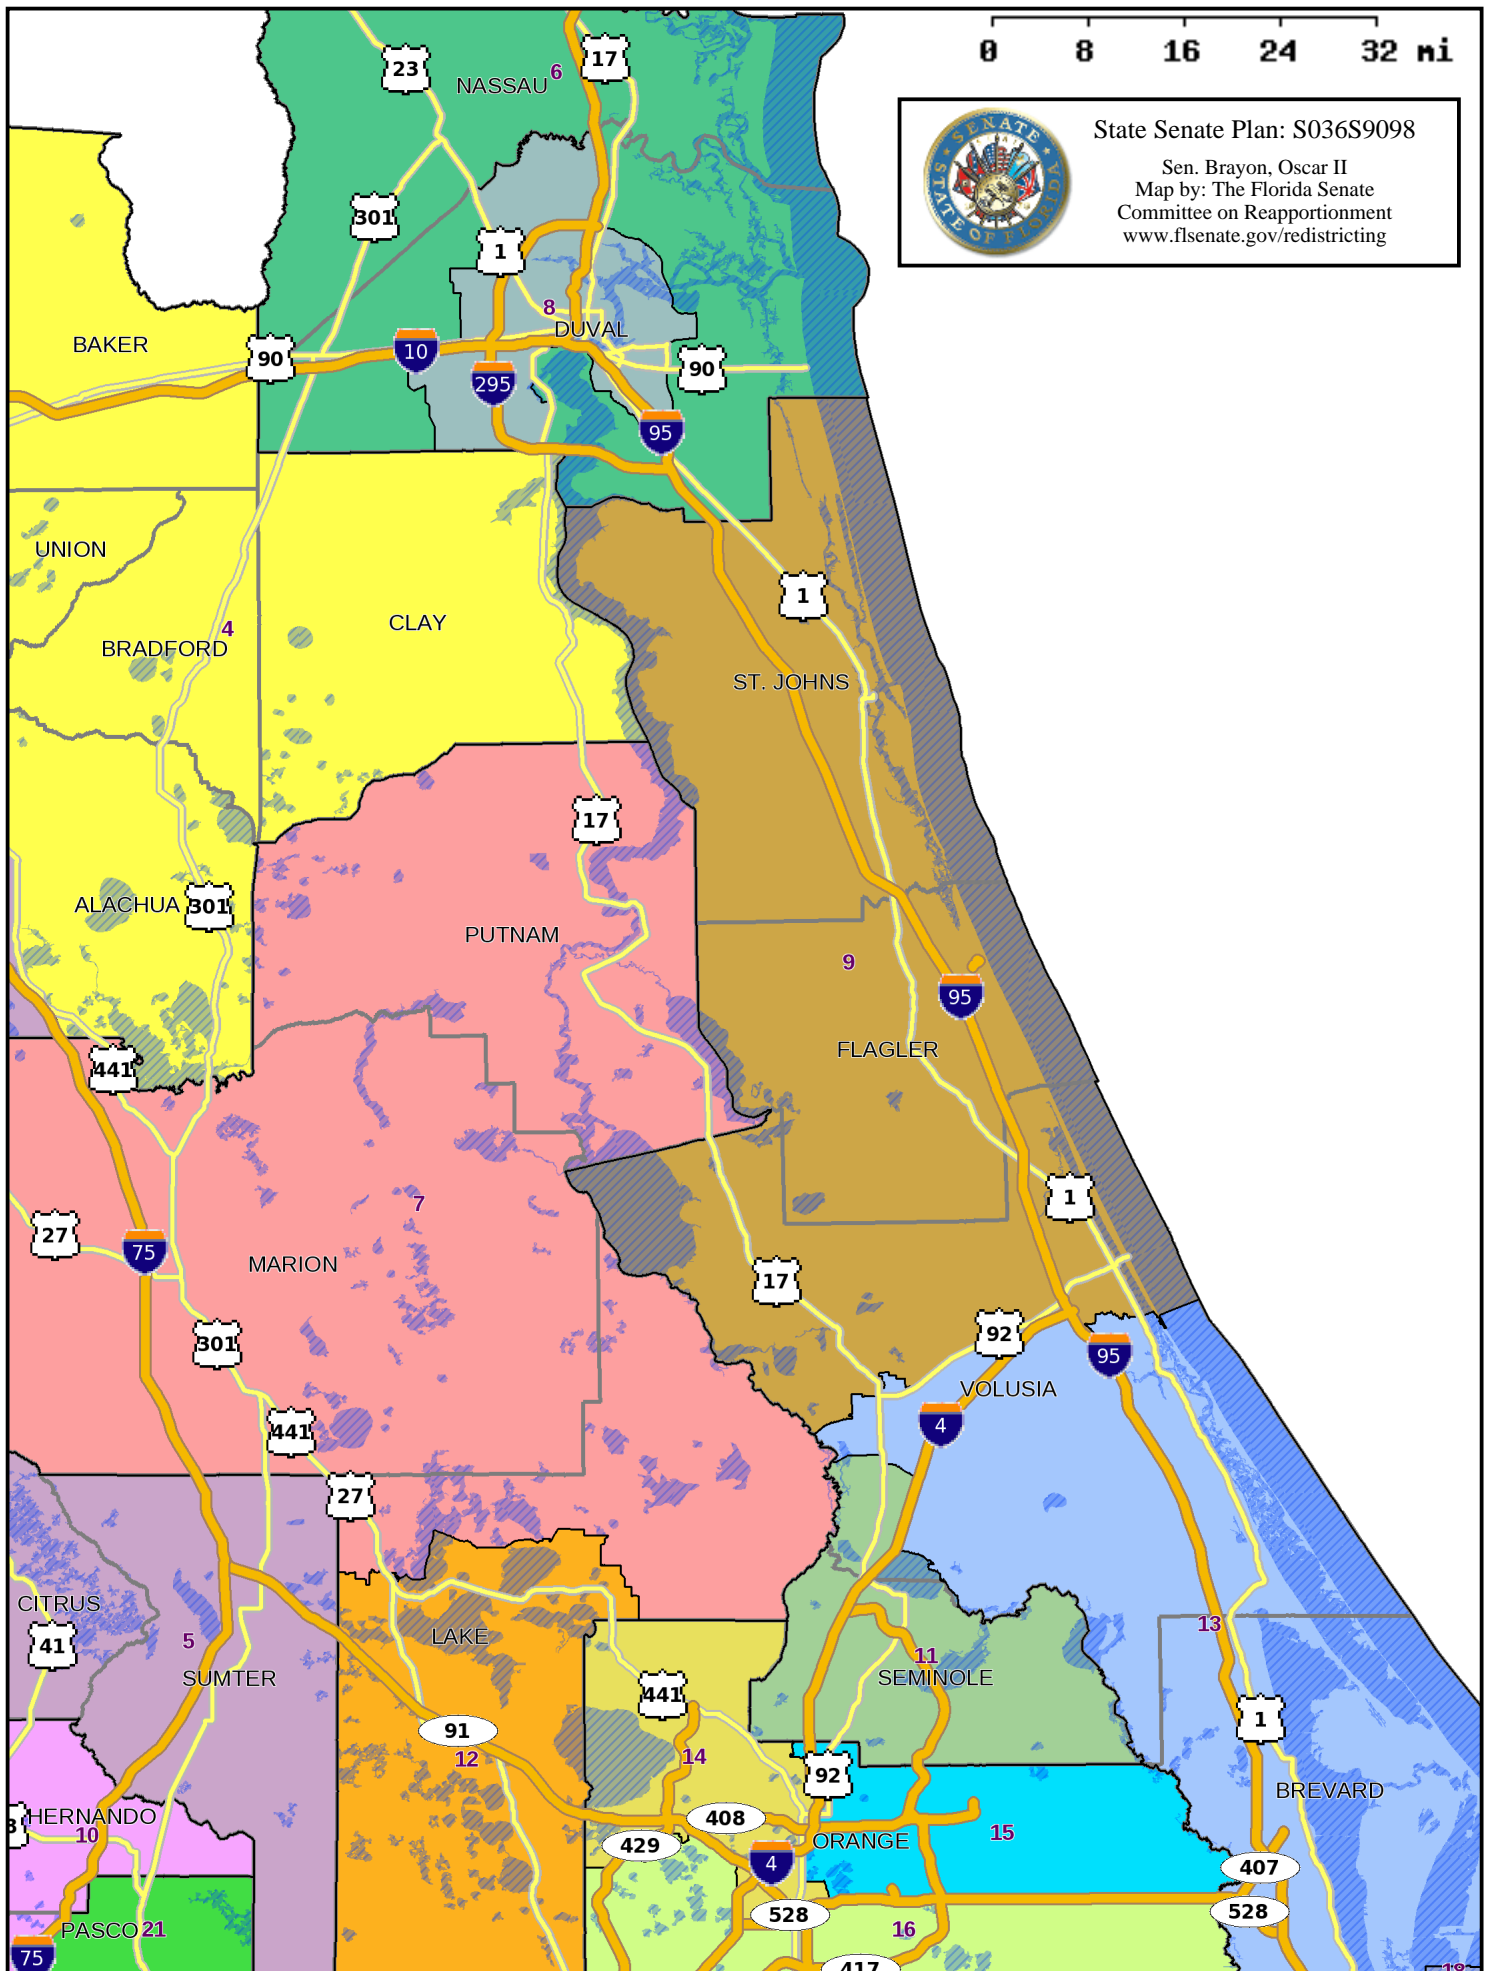 0 8 16 24 32 mi
State Senate Plan: S036S9098
Sen. Brayon, Oscar II
Map by: The Florida Senate
Committee on Reapportionment
www.flsenate.gov/redistricting
SENATE
STATE OF FLORIDA
23
NASSAU
6
17
301
1
8
DUVAL
BAKER
90
10
295
90
95
UNION
1
CLAY
4
BRADFORD
ST. JOHNS
17
ALACHUA
301
PUTNAM
9
95
FLAGLER
441
7
1
27
75
MARION
17
301
92
95
VOLUSIA
4
441
27
CITRUS
41
5
SUMTER
LAKE
13
11
SEMINOLE
441
1
91
12
14
92
BREVARD
HERNANDO
3
10
408
429
ORANGE
15
4
407
528
528
PASCO
21
16
75
417
18